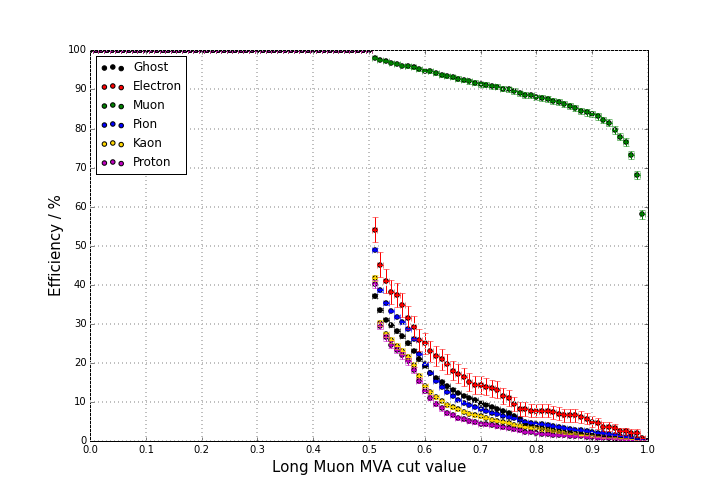 100
90
80
70
60
50
40
30
20
10
0
Efficiency / %
Ghost
Electron
Muon
Pion
Kaon
Proton
0.0 0.1 0.2 0.3 0.4 0.5 0.6 0.7 0.8 0.9 1.0
Long Muon MVA cut value